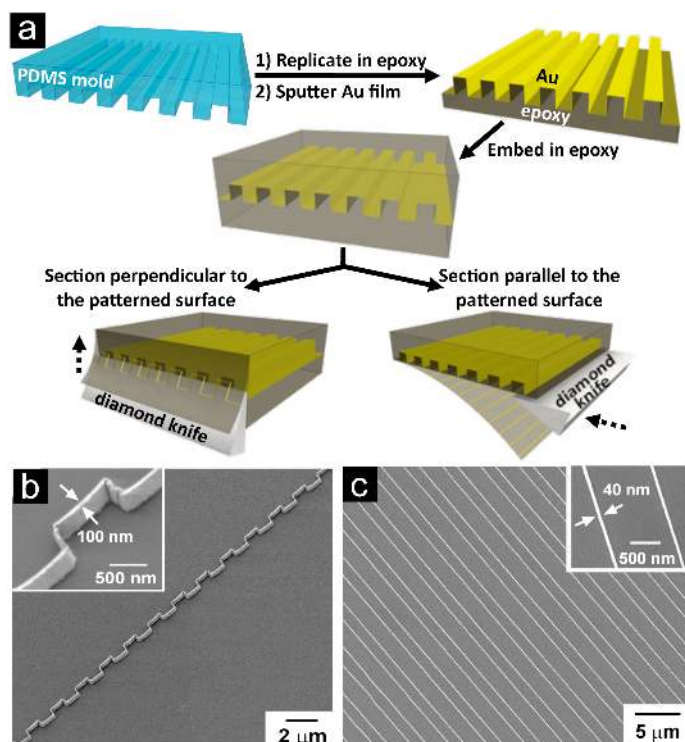 a
PDMS mold
1) Replicate in epoxy
2) Sputter Au film
Au
epoxy
Embed in epoxy
Section perpendicular to
the patterned surface
Section parallel to the
patterned surface
diamond knife
diamond
knife
b
100 nm
500 nm
2 μm
c
40 nm
500 nm
5 μm